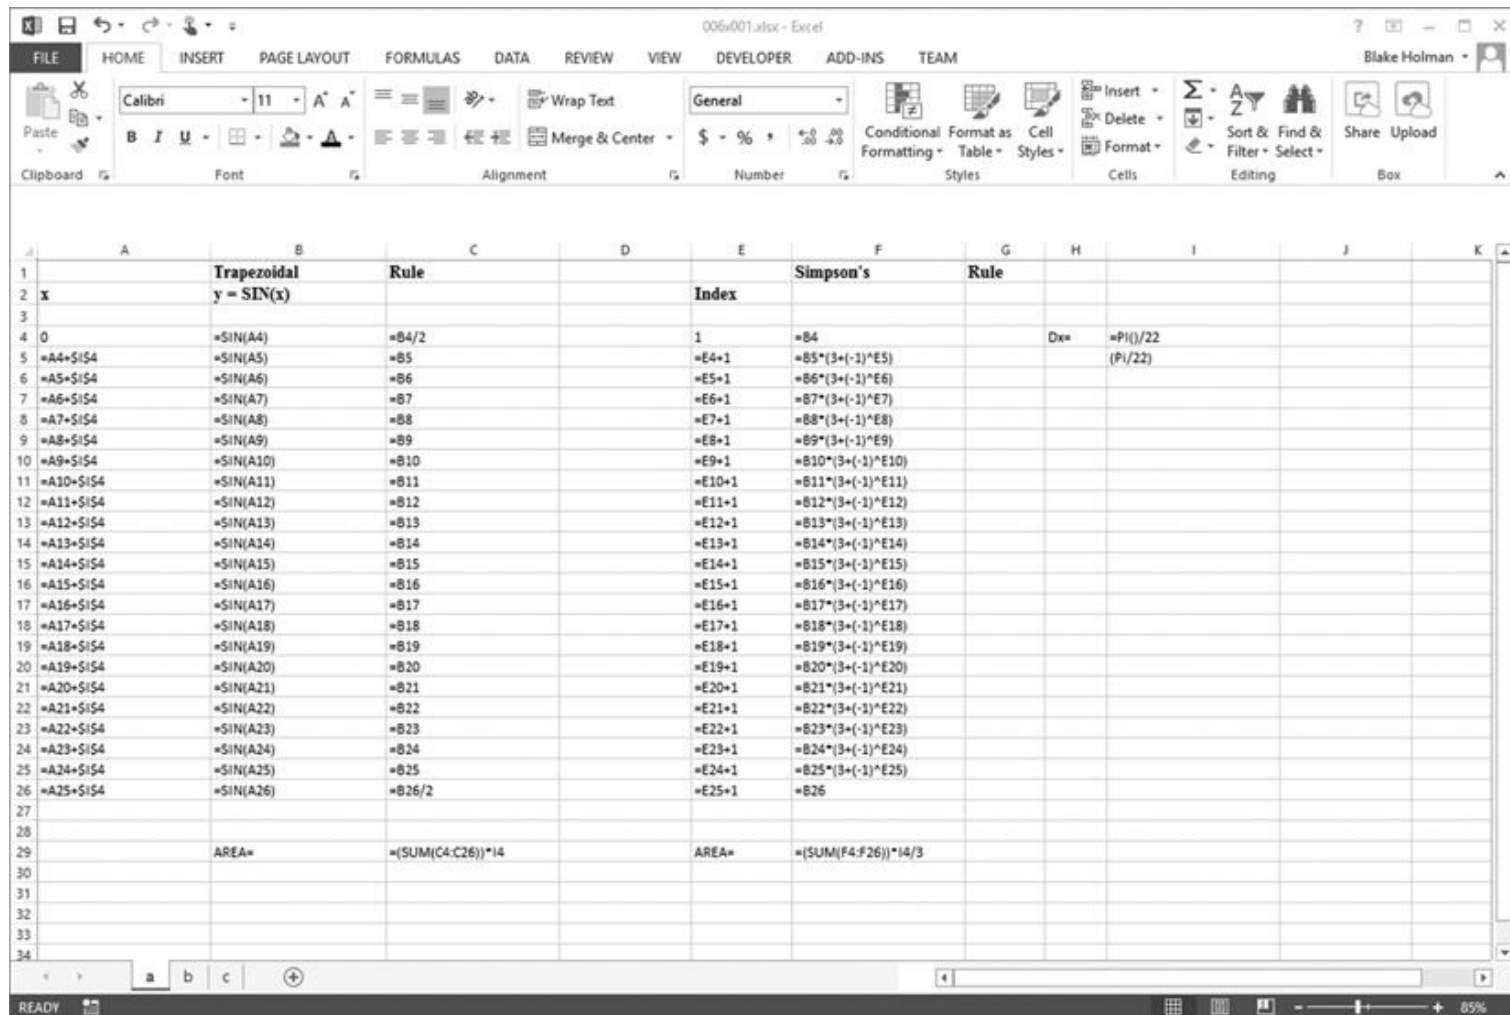 006x001.xlsx - Excel
FILE HOME INSERT PAGE LAYOUT FORMULAS DATA REVIEW VIEW DEVELOPER ADD-INS TEAM Blake Holman
Calibri 11 A A Wrap Text General Insert
Paste B I U A Merge & Center $ % , Conditional Formatting Format as Table Cell Styles Delete Format Sort & Filter Find & Select Share Upload
Clipboard Font Alignment Number Styles Cells Editing Box
A B C D E F G H I J K
1 Trapezoidal Rule Simpson's Rule
2 x y = SIN(x) Index
3
4 0 =SIN(A4) =B4/2 1 =B4 Dx= =PI()/22
5 =A4+$I$4 =SIN(A5) =B5 =E4+1 =B5*(3+(-1)^E5) (Pi/22)
6 =A5+$I$4 =SIN(A6) =B6 =E5+1 =B6*(3+(-1)^E6)
7 =A6+$I$4 =SIN(A7) =B7 =E6+1 =B7*(3+(-1)^E7)
8 =A7+$I$4 =SIN(A8) =B8 =E7+1 =B8*(3+(-1)^E8)
9 =A8+$I$4 =SIN(A9) =B9 =E8+1 =B9*(3+(-1)^E9)
10 =A9+$I$4 =SIN(A10) =B10 =E9+1 =B10*(3+(-1)^E10)
11 =A10+$I$4 =SIN(A11) =B11 =E10+1 =B11*(3+(-1)^E11)
12 =A11+$I$4 =SIN(A12) =B12 =E11+1 =B12*(3+(-1)^E12)
13 =A12+$I$4 =SIN(A13) =B13 =E12+1 =B13*(3+(-1)^E13)
14 =A13+$I$4 =SIN(A14) =B14 =E13+1 =B14*(3+(-1)^E14)
15 =A14+$I$4 =SIN(A15) =B15 =E14+1 =B15*(3+(-1)^E15)
16 =A15+$I$4 =SIN(A16) =B16 =E15+1 =B16*(3+(-1)^E16)
17 =A16+$I$4 =SIN(A17) =B17 =E16+1 =B17*(3+(-1)^E17)
18 =A17+$I$4 =SIN(A18) =B18 =E17+1 =B18*(3+(-1)^E18)
19 =A18+$I$4 =SIN(A19) =B19 =E18+1 =B19*(3+(-1)^E19)
20 =A19+$I$4 =SIN(A20) =B20 =E19+1 =B20*(3+(-1)^E20)
21 =A20+$I$4 =SIN(A21) =B21 =E20+1 =B21*(3+(-1)^E21)
22 =A21+$I$4 =SIN(A22) =B22 =E21+1 =B22*(3+(-1)^E22)
23 =A22+$I$4 =SIN(A23) =B23 =E22+1 =B23*(3+(-1)^E23)
24 =A23+$I$4 =SIN(A24) =B24 =E23+1 =B24*(3+(-1)^E24)
25 =A24+$I$4 =SIN(A25) =B25 =E24+1 =B25*(3+(-1)^E25)
26 =A25+$I$4 =SIN(A26) =B26/2 =E25+1 =B26
27
28
29 AREA= =(SUM(C4:C26))*I4 AREA= =(SUM(F4:F26))*I4/3
30
31
32
33
34
a b c
READY 85%